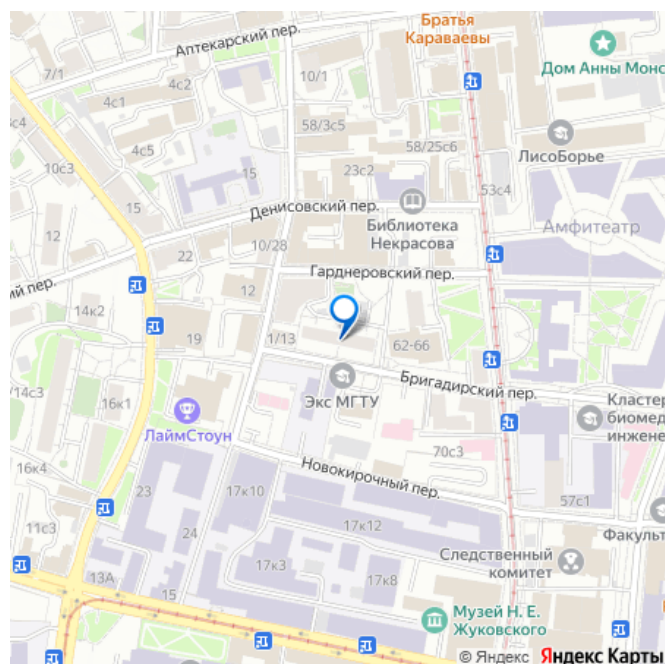 Братья
Караваевы
Аптекарский пер.
Дом Анны Монс
7/1
4с2
10/1
4с1
58/3с5
58/25с6
ЛисоБорье
4с5
10с3
15
23с2
53с4
15
Денисовский пер.
Библиотека
Некрасова
Амфитеатр
12
22
10/28
Гарднеровский пер.
ский пер.
12
14к2
19
1/13
62-66
14с3
16к1
Экс МГТУ
Бригадирский пер.
Кластер
биомед
инжене
ЛаймСтоун
70с3
16к4
Новокирочный пер.
23
17к10
57с1
11с3
24
17к12
Факульт
Следственный
комитет
13А
15
17к3
17к8
Музей Н. Е.
Жуковского
© Яндекс Яндекс Карты